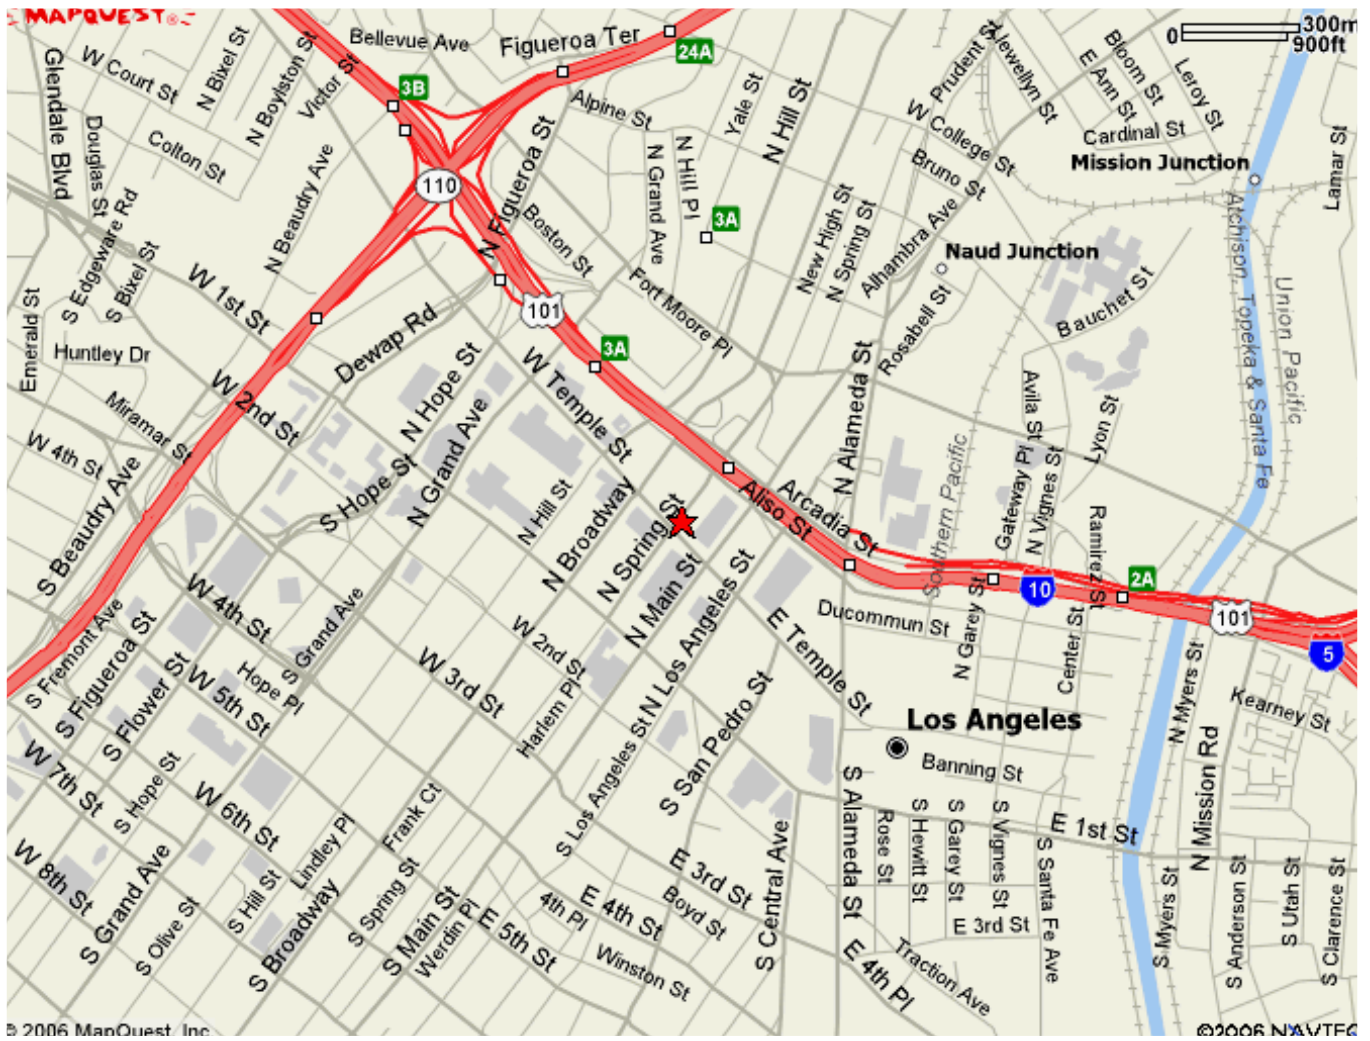 MAPQUEST
300m
0
900ft
Bellevue Ave
Figueroa Ter
24A
3B
W Court St
N Bixel St
N Boylston St
Victor St
Glendale Blvd
Douglas St
Colton St
Alpine St
Yale St
N Hill St
Prudent St
Llewellyn St
Bloom St
E Ann St
Leroy St
Cardinal St
W College St
Mission Junction
Lamar St
Bruno St
N Figueroa St
N Grand Ave
N Hill Pl
110
3A
N Beaudry Ave
S Edgeware Rd
S Bixel St
Boston St
New High St
N Spring St
Alhambra Ave
Naud Junction
Atchison, Topeka & Santa Fe
Union Pacific
W 1st St
Emerald St
Huntley Dr
Dewap Rd
101
Fort Moore Pl
Rosabell St
Bauchet St
3A
Miramar St
W 2nd St
N Hope St
W Temple St
N Alameda St
Avila St
Lyon St
W 4th St
S Beaudry Ave
S Hope St
N Grand Ave
N Hill St
N Broadway
N Spring St
Aliso St
Arcadia St
Southern Pacific
Gateway Pl
N Vignes St
Ramirez St
10
2A
101
5
S Fremont Ave
S Figueroa St
W 4th St
S Grand Ave
N Main St
N Los Angeles St
E Temple St
Ducommun St
N Garey St
Center St
N Myers St
N Mission Rd
Kearney St
S Flower St
Hope Pl
W 5th St
W 3rd St
W 2nd St
Harlem Pl
S Los Angeles St
S San Pedro St
Los Angeles
Banning St
W 7th St
S Hope St
W 6th St
Lindley Pl
Frank Ct
E 1st St
S Alameda St
Rose St
S Hewitt St
S Garey St
S Vignes St
S Santa Fe Ave
W 8th St
S Grand Ave
S Olive St
S Hill St
S Broadway
S Spring St
S Main St
Werdin Pl
E 5th St
4th Pl
E 4th St
Winston St
Boyd St
E 3rd St
S Central Ave
E 4th Pl
E 3rd St
Traction Ave
S Myers St
S Anderson St
S Utah St
S Clarence St
© 2006 MapQuest, Inc
©2006 NAVTEQ